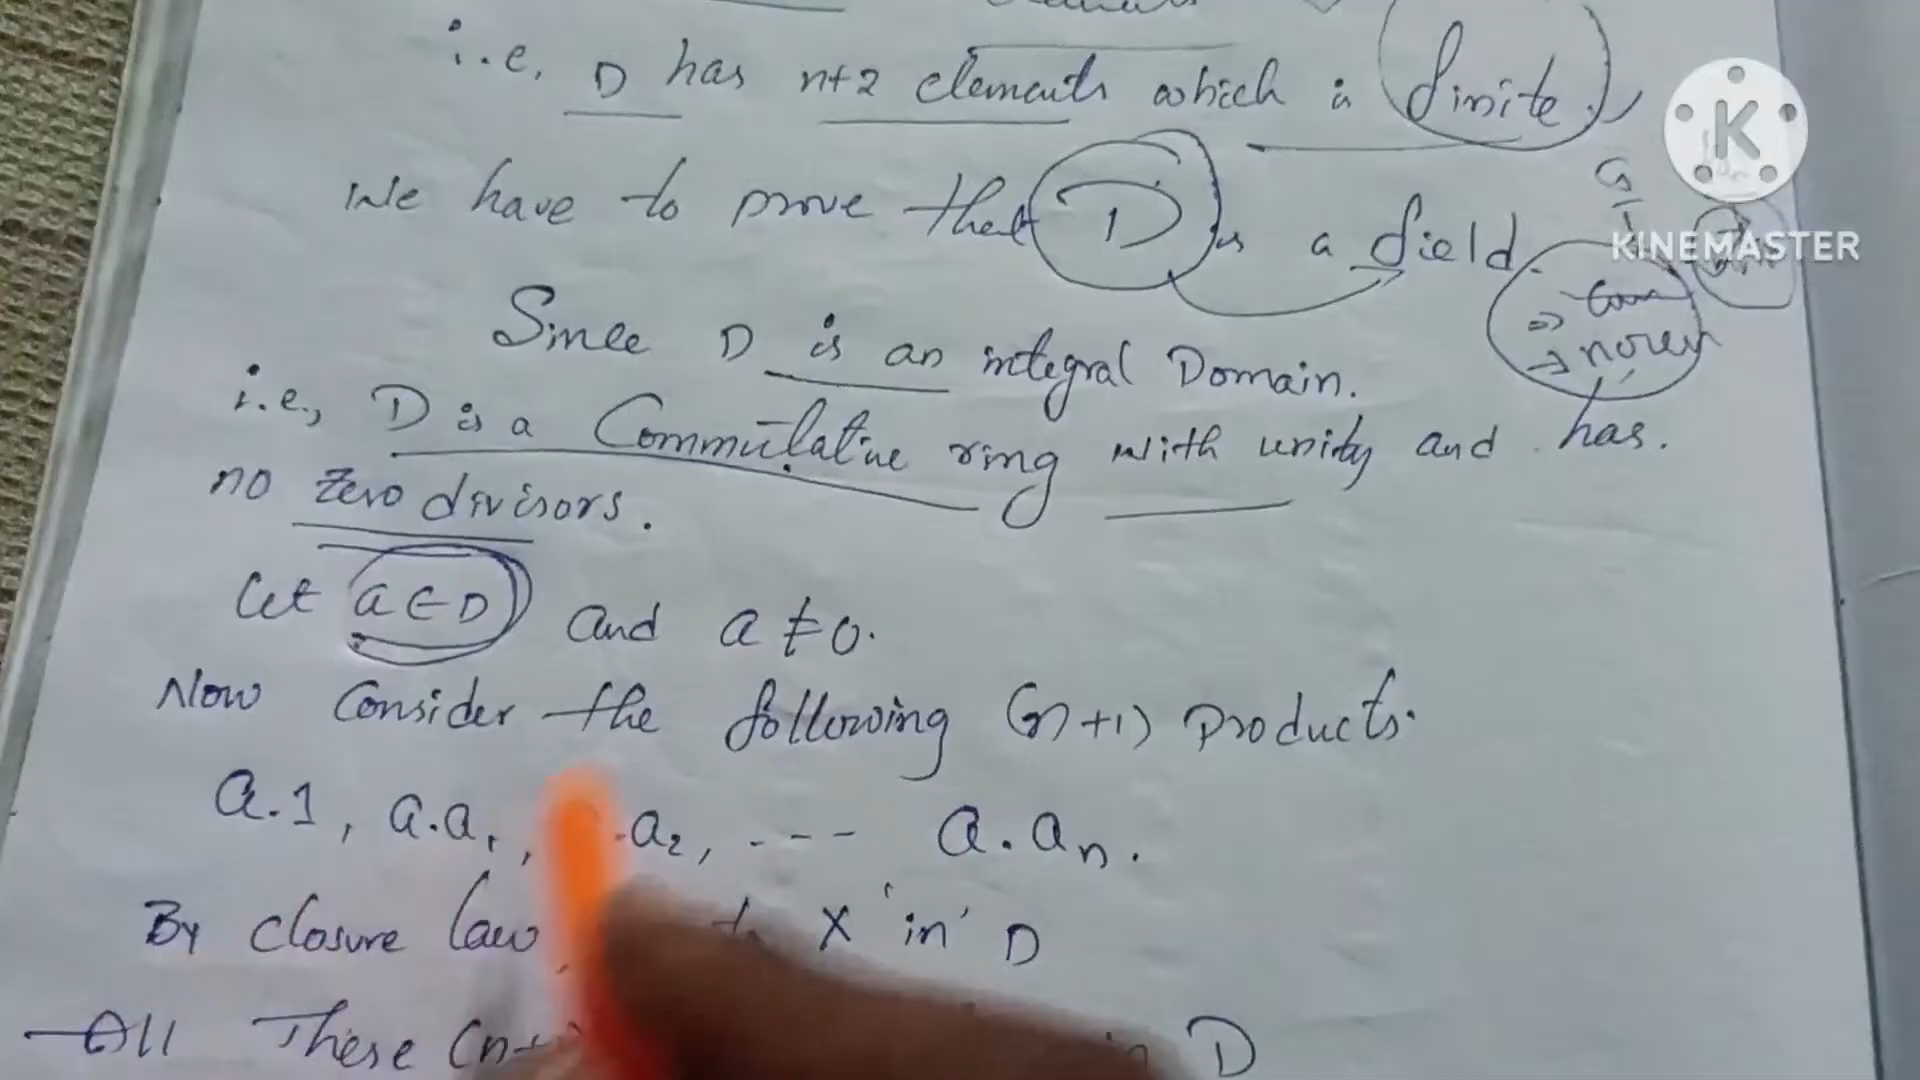 i.e, D has n+2 elements which is finite.
We have to prove that D is a field.
Since D is an integral Domain.
i.e, D is a Commutative ring with unity and has.
no zero divisors.
Let a∈D and a≠0.
Now Consider the following (n+1) Products.
a.1, a.a1, .a2, --- a.an.
By closure law, X 'in' D
All These (n+ in D
K
KINEMASTER